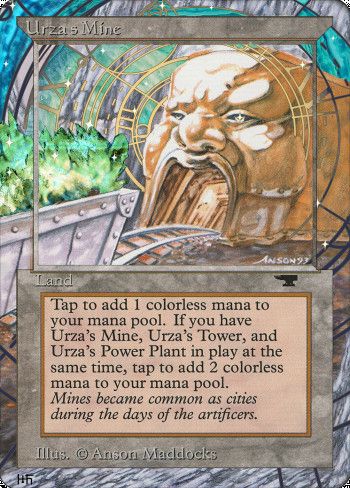 Urza's Mine
ANSON93
Land
Tap to add 1 colorless mana to
your mana pool. If you have
Urza's Mine, Urza's Tower, and
Urza's Power Plant in play at the
same time, tap to add 2 colorless
mana to your mana pool.
Mines became common as cities
during the days of the artificers.
Illus. © Anson Maddocks